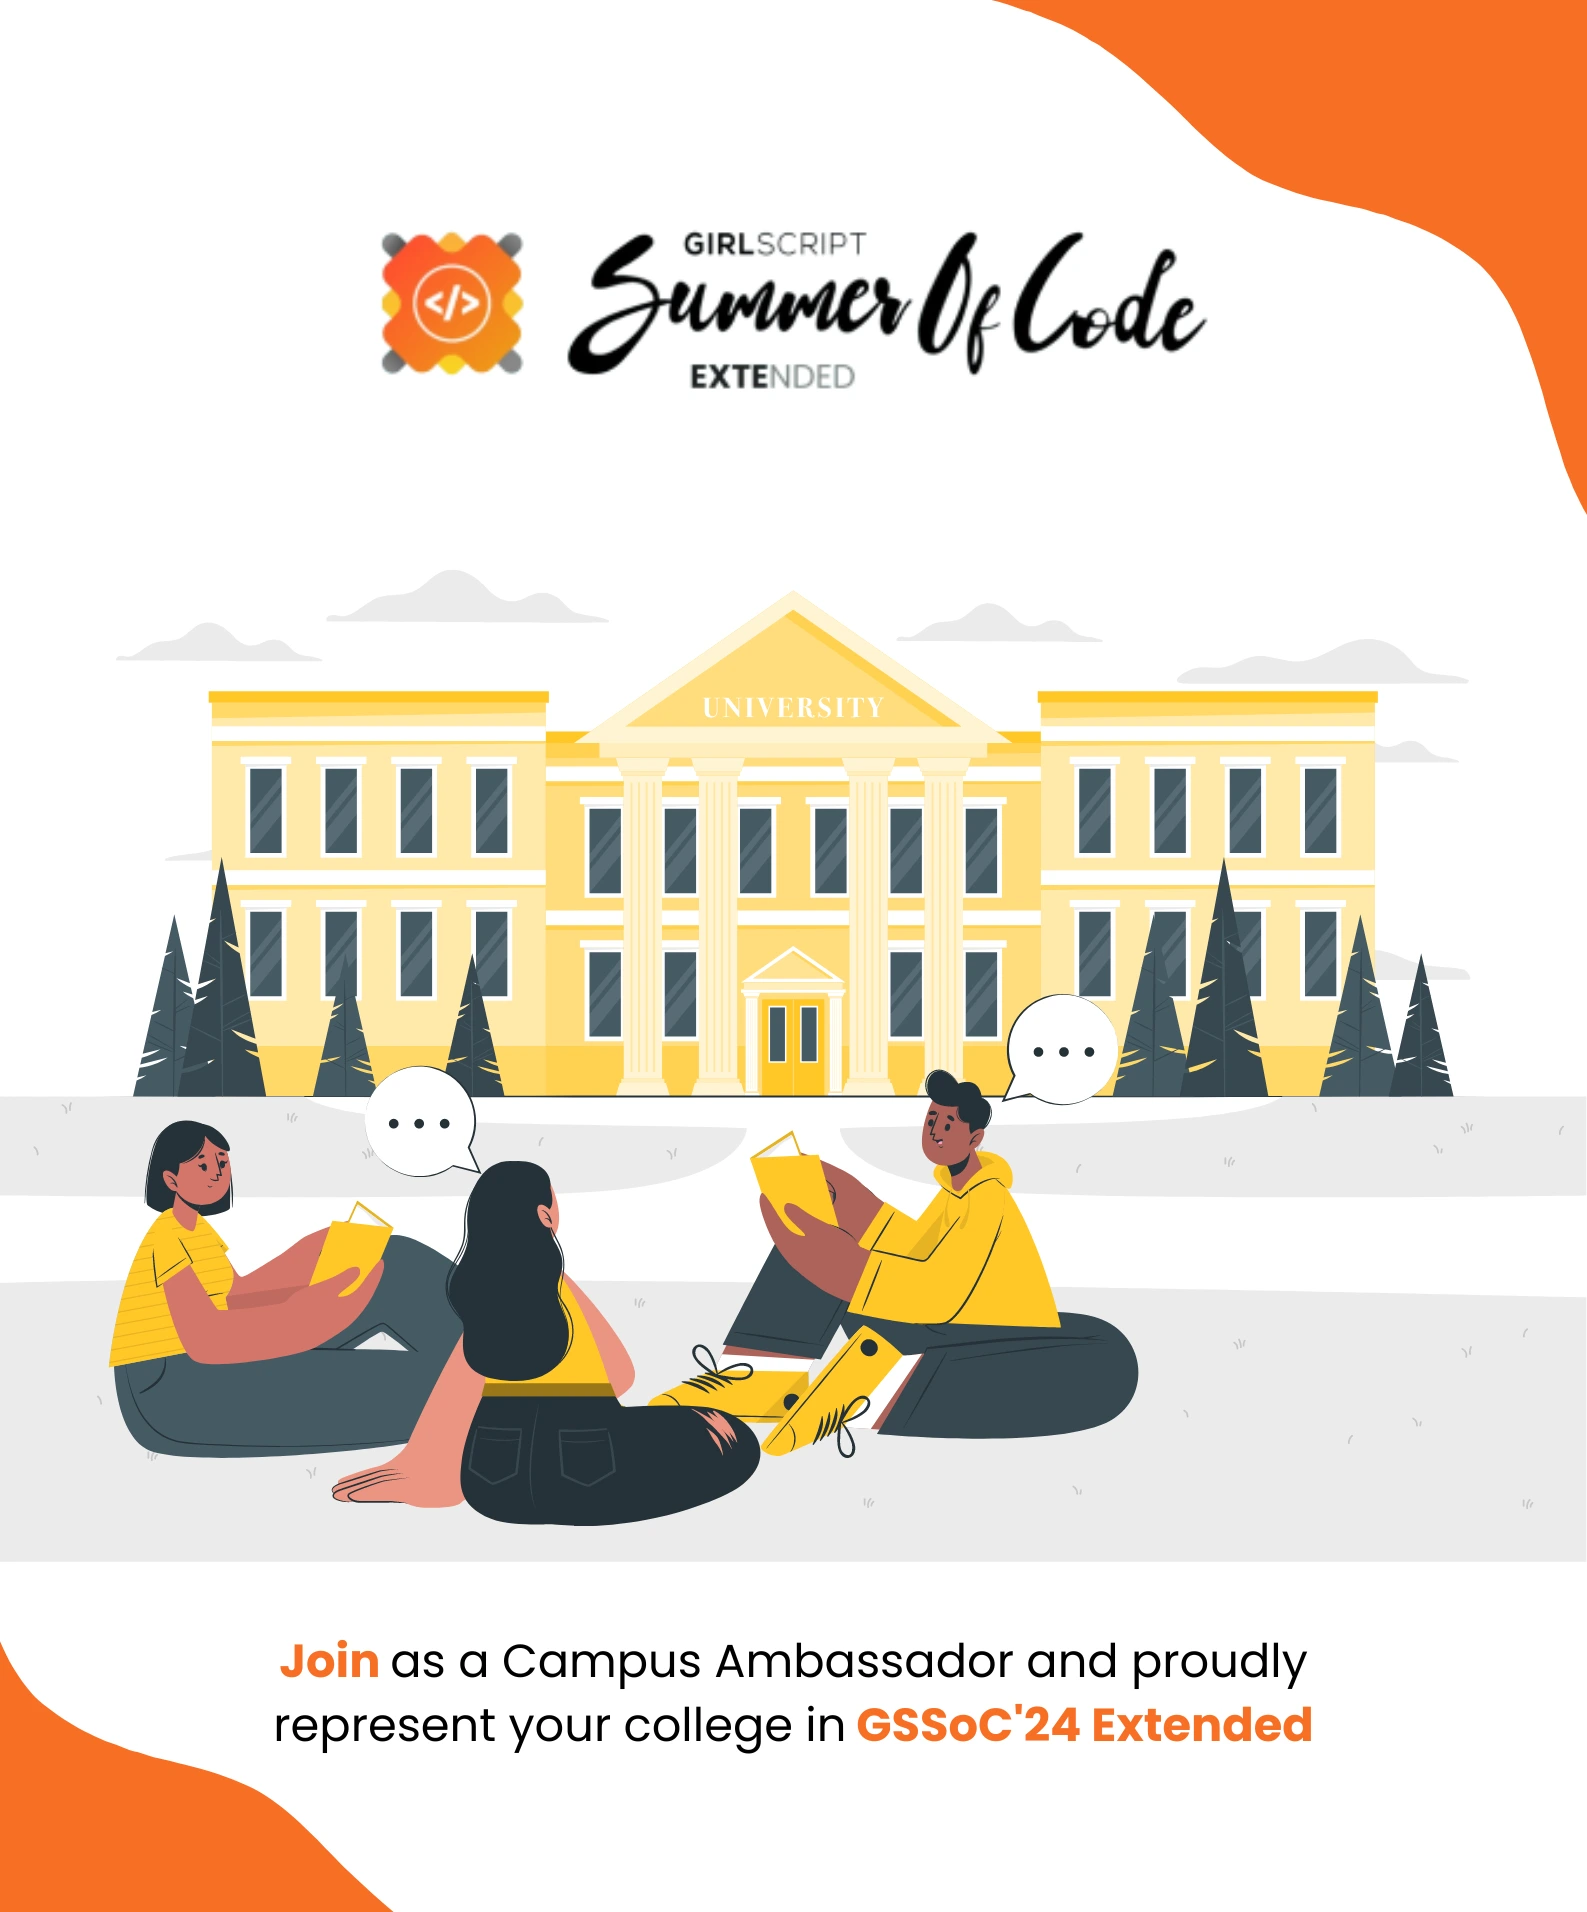 GIRLSCRIPT
Summer Of Code
EXTENDED
</>
UNIVERSITY
Join as a Campus Ambassador and proudly
represent your college in GSSoC'24 Extended